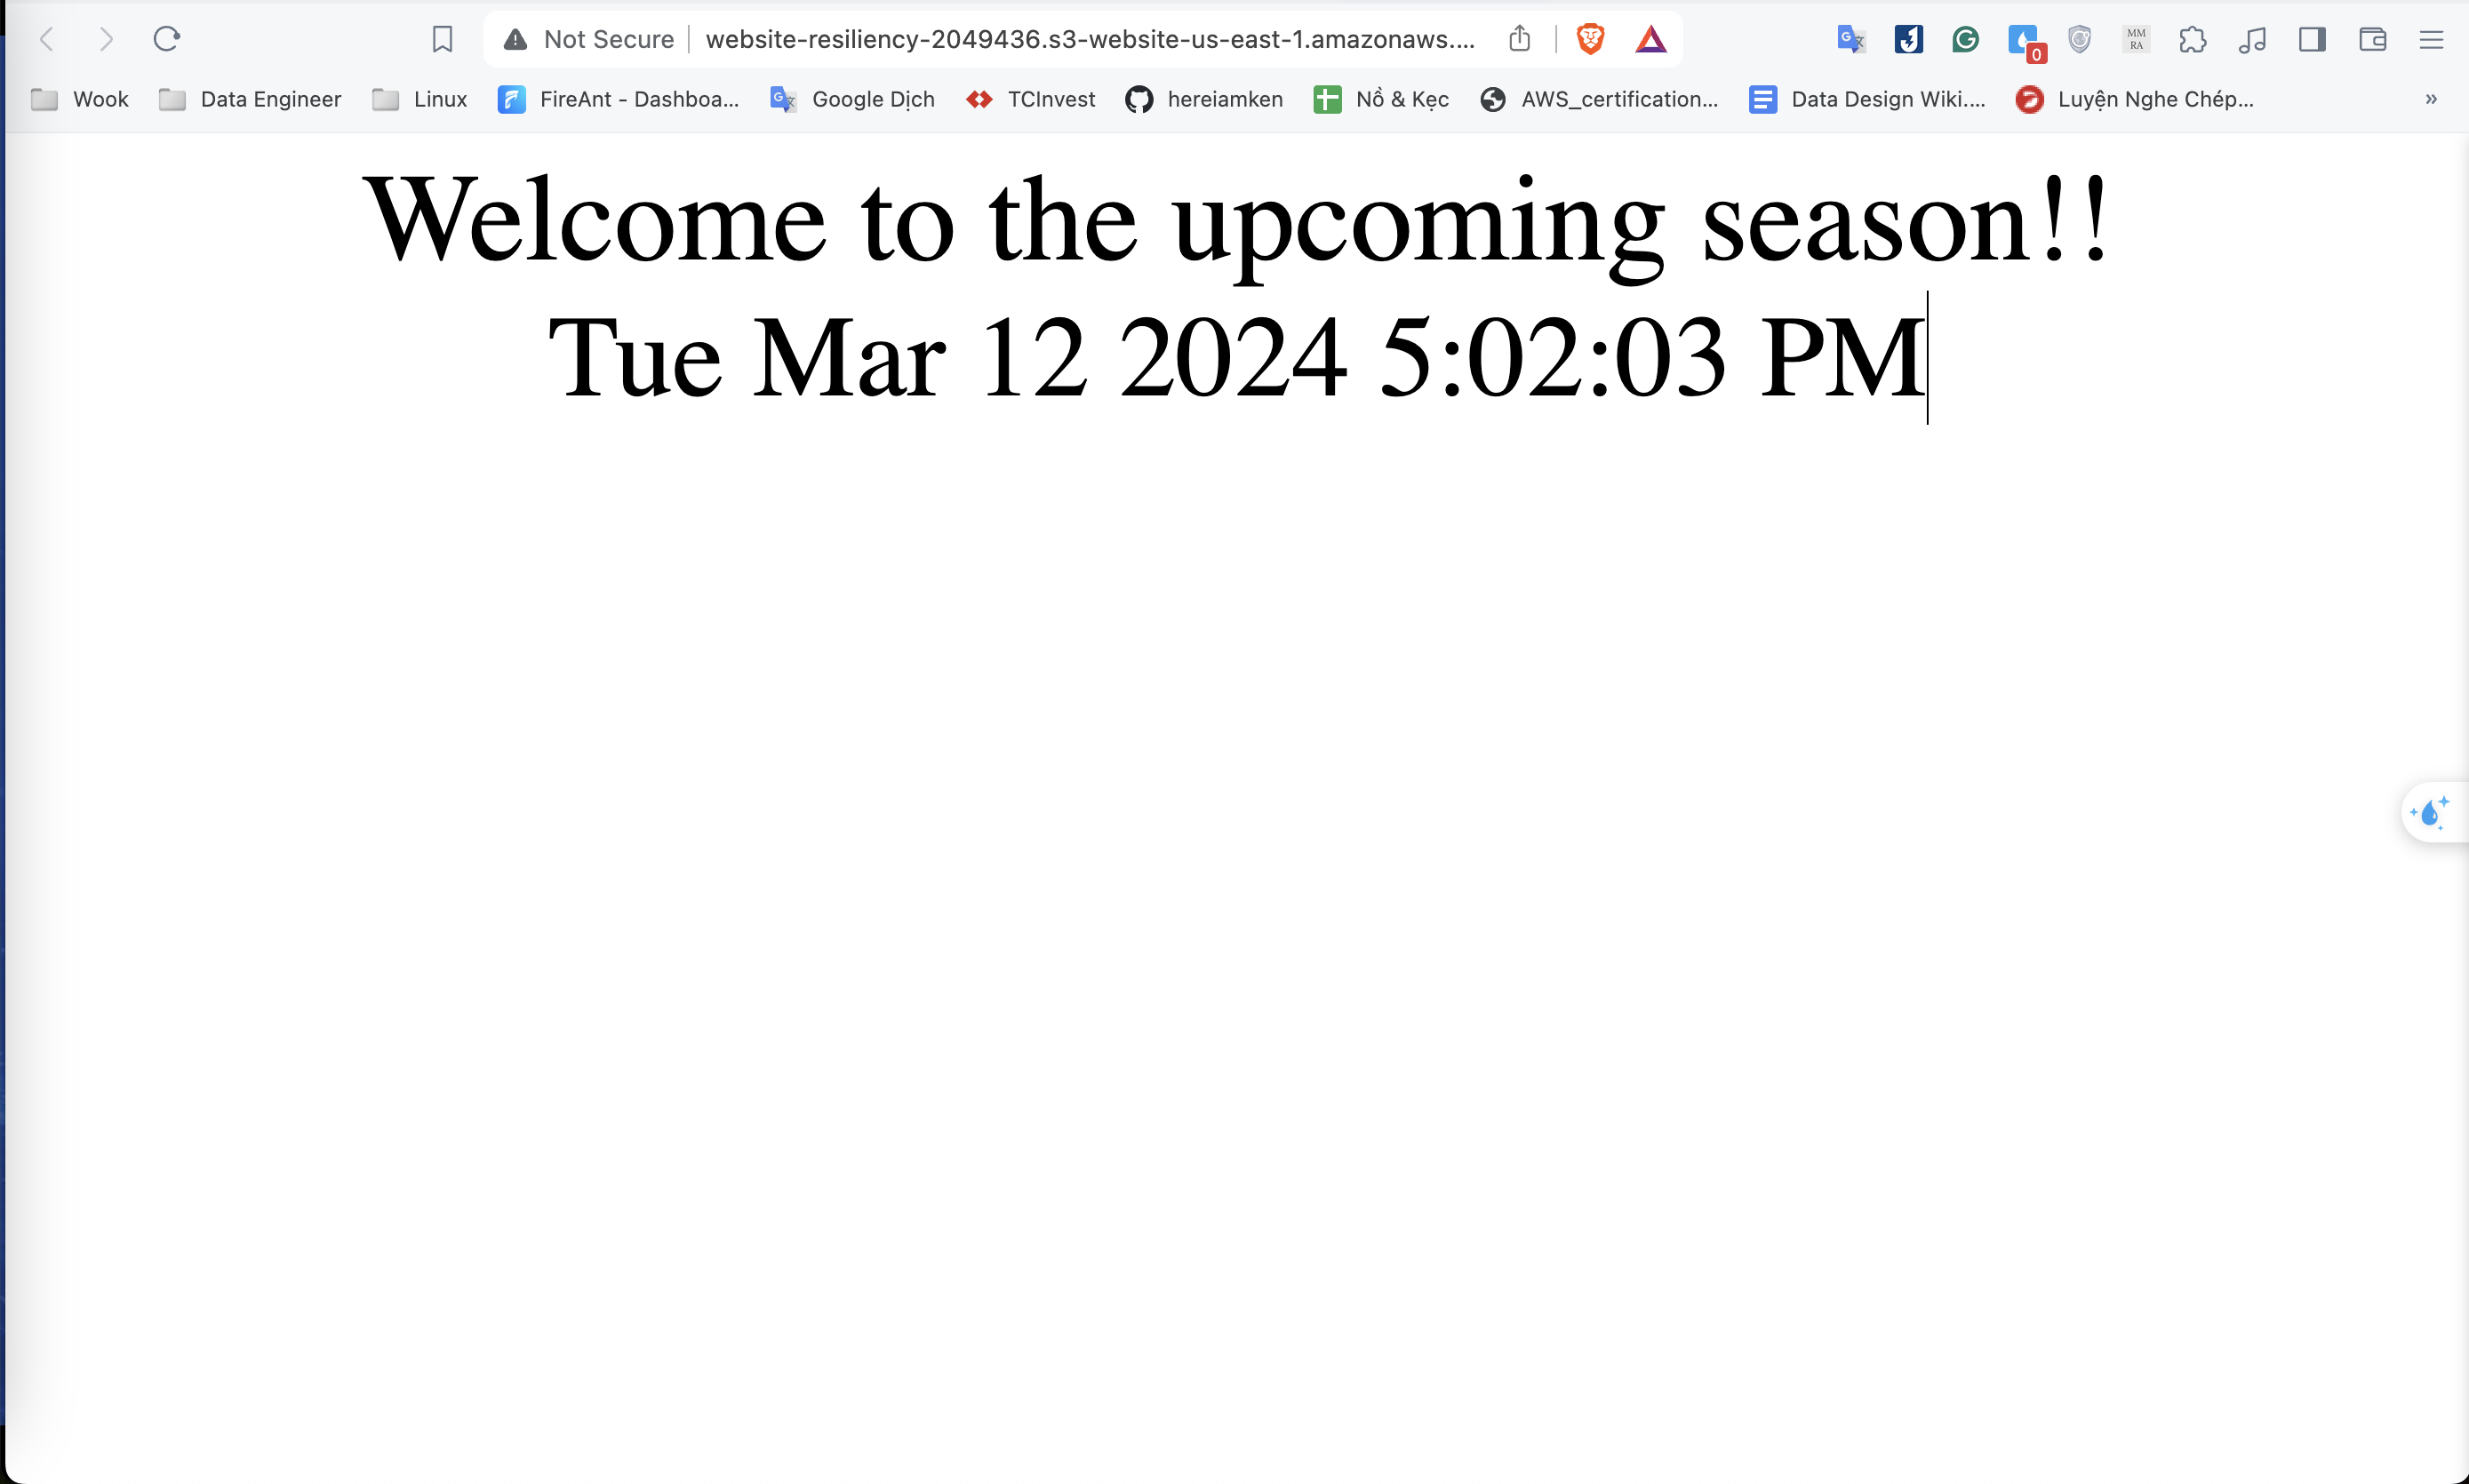 Not Secure website-resiliency-2049436.s3-website-us-east-1.amazonaws....
0
MM
RA
Wook Data Engineer Linux FireAnt - Dashboa... Google Dịch TCInvest hereiamken Nồ & Kẹc AWS_certification... Data Design Wiki.... Luyện Nghe Chép... »
Welcome to the upcoming season!!
Tue Mar 12 2024 5:02:03 PM